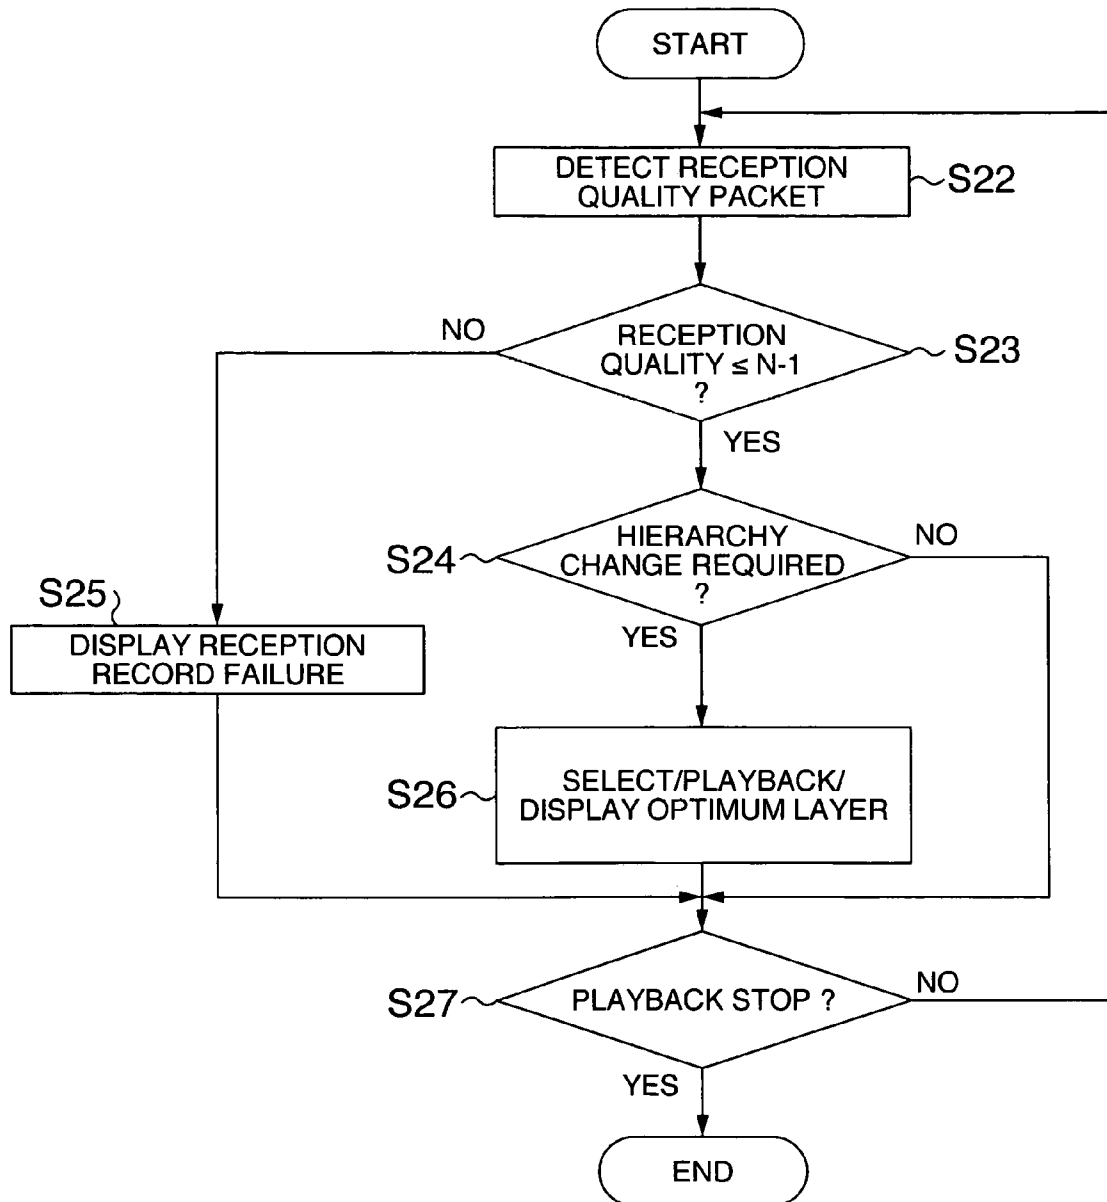 START
DETECT RECEPTION
QUALITY PACKET
S22
NO
RECEPTION
QUALITY ≤ N-1
?
S23
YES
S24
HIERARCHY
CHANGE REQUIRED
?
NO
S25
YES
DISPLAY RECEPTION
RECORD FAILURE
S26
SELECT/PLAYBACK/
DISPLAY OPTIMUM LAYER
S27
PLAYBACK STOP ?
NO
YES
END